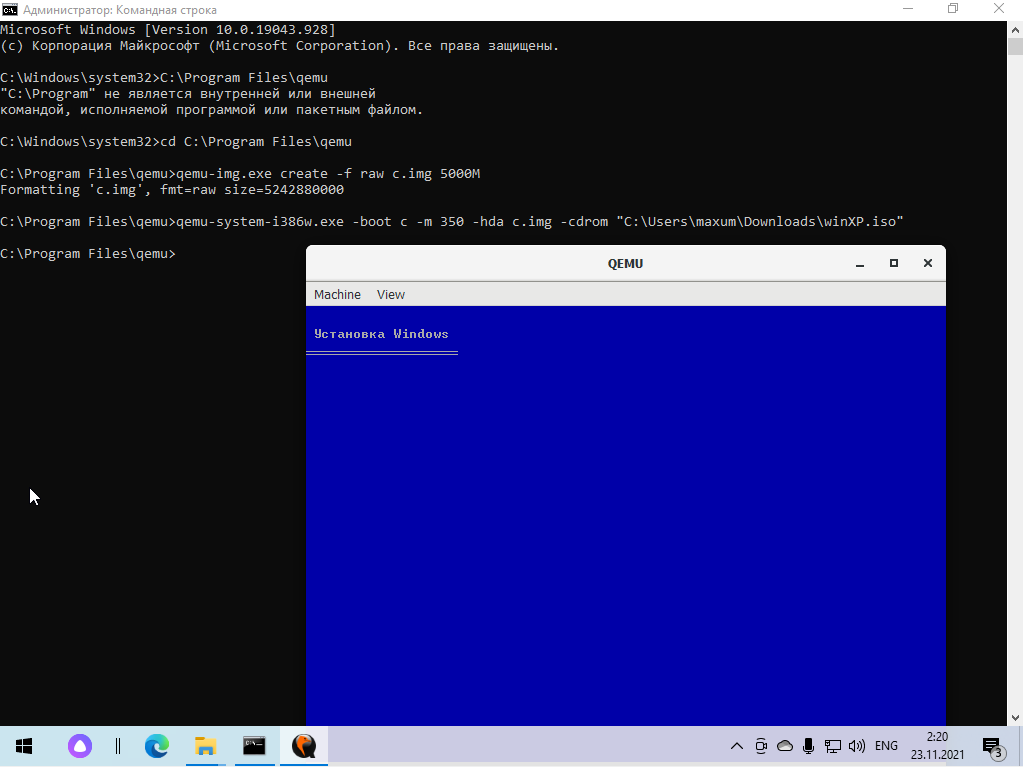 Администратор: Командная строка
Microsoft Windows [Version 10.0.19043.928]
(c) Корпорация Майкрософт (Microsoft Corporation). Все права защищены.
C:\Windows\system32>C:\Program Files\qemu
"C:\Program" не является внутренней или внешней
командой, исполняемой программой или пакетным файлом.
C:\Windows\system32>cd C:\Program Files\qemu
C:\Program Files\qemu>qemu-img.exe create -f raw c.img 5000M
Formatting 'c.img', fmt=raw size=5242880000
C:\Program Files\qemu>qemu-system-i386w.exe -boot c -m 350 -hda c.img -cdrom "C:\Users\maxum\Downloads\winXP.iso"
C:\Program Files\qemu>
QEMU
Machine View
Установка Windows
ENG
2:20
23.11.2021
3